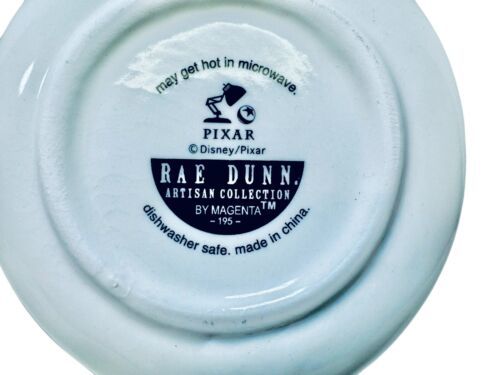 may get hot in microwave.
PIXAR
© Disney/Pixar
RAE DUNN.
ARTISAN COLLECTION
BY MAGENTA™
- 195 -
dishwasher safe. made in china.